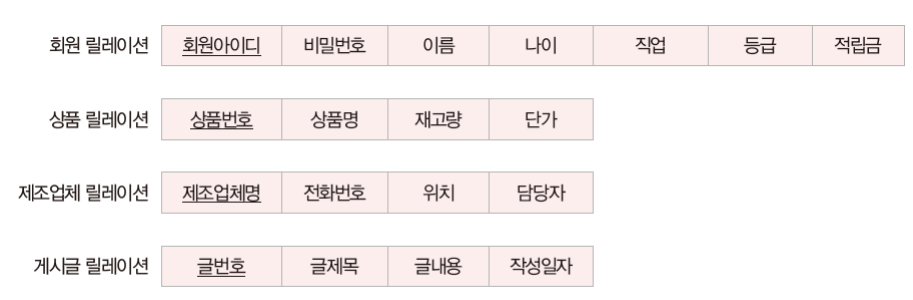 회원 릴레이션 회원아이디 비밀번호 이름 나이 직업 등급 적립금
상품 릴레이션 상품번호 상품명 재고량 단가
제조업체 릴레이션 제조업체명 전화번호 위치 담당자
게시글 릴레이션 글번호 글제목 글내용 작성일자